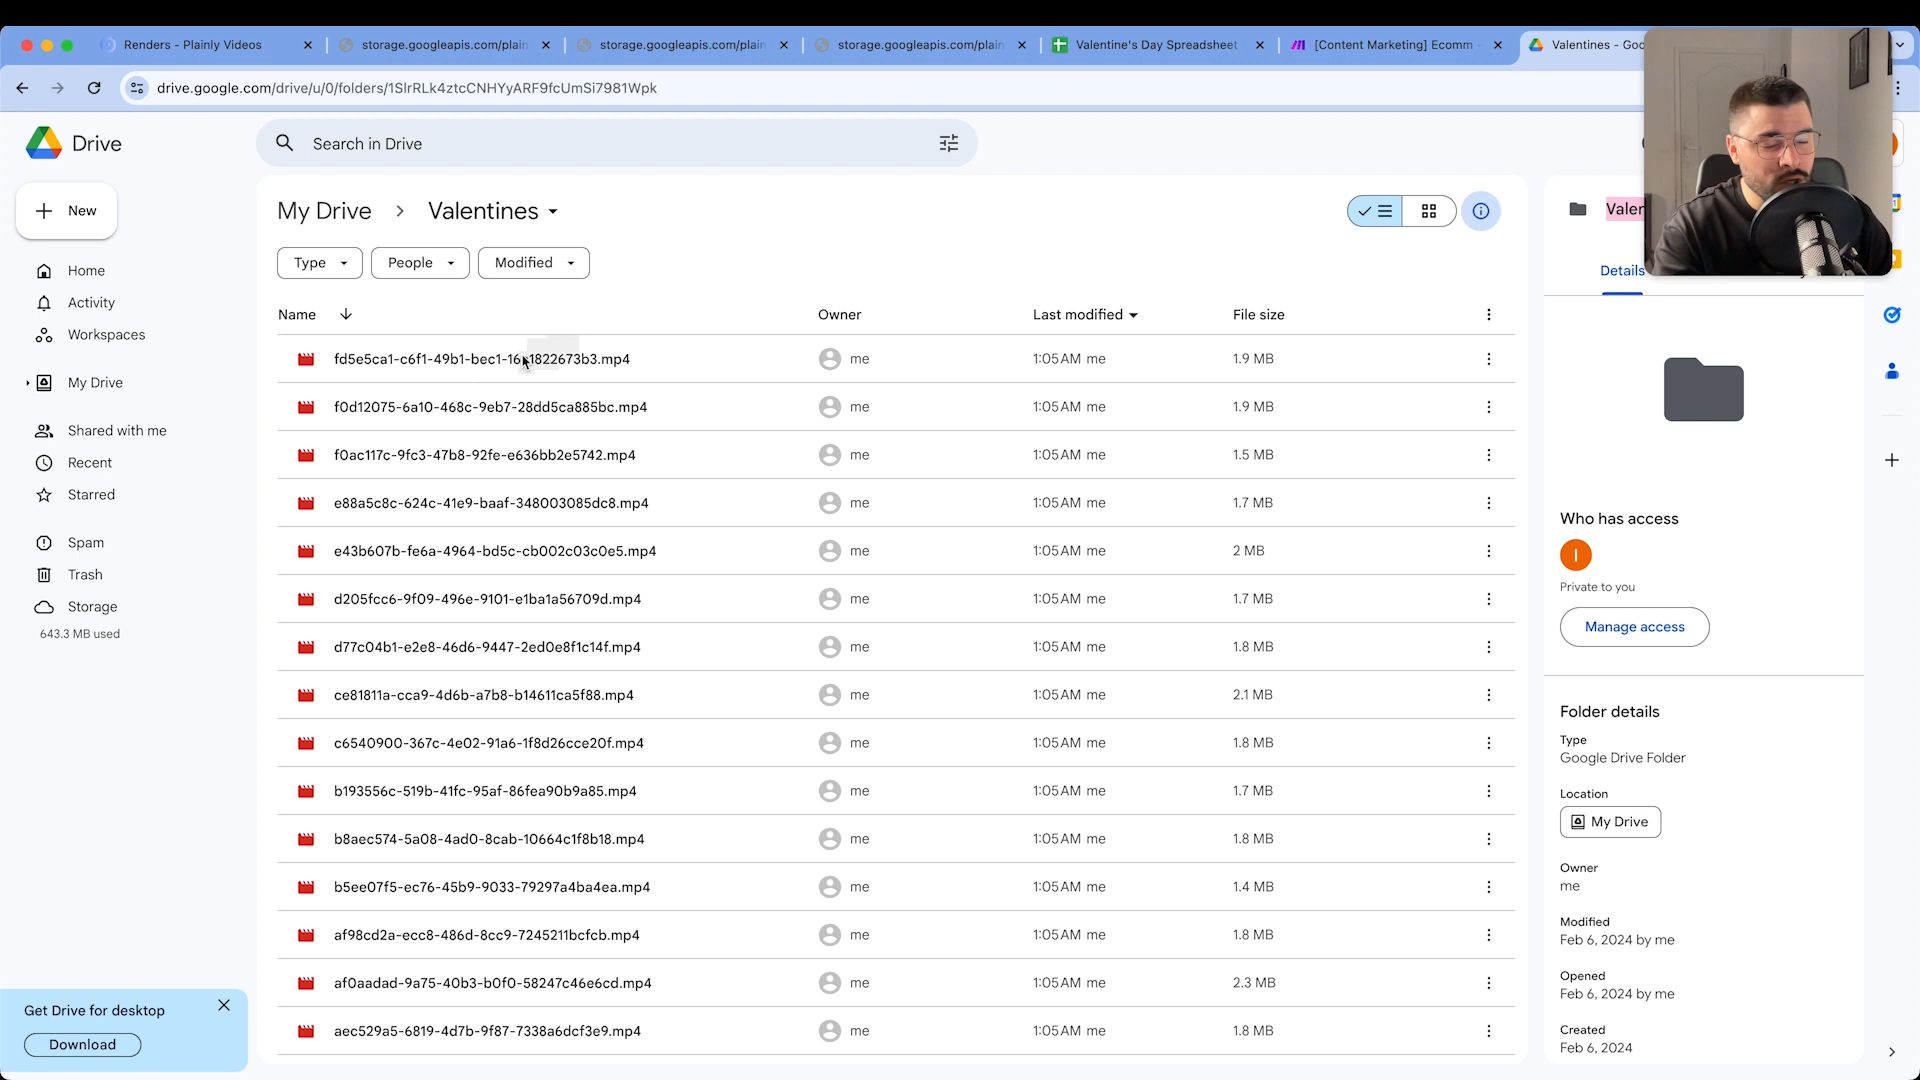 Renders - Plainly Videos
storage.googleapis.com/plain
storage.googleapis.com/plain
storage.googleapis.com/plain
Valentine's Day Spreadsheet
[Content Marketing] Ecomm
Valentines - Goo
drive.google.com/drive/u/0/folders/1SlrRLk4ztcCNHYyARF9fcUmSi7981Wpk
Drive
Search in Drive
New
Home
Activity
Workspaces
My Drive
Shared with me
Recent
Starred
Spam
Trash
Storage
643.3 MB used
Get Drive for desktop
Download
My Drive > Valentines
Type
People
Modified
Name
Owner
Last modified
File size
fd5e5ca1-c6f1-49b1-bec1-16 1822673b3.mp4 me 1:05 AM me 1.9 MB
f0d12075-6a10-468c-9eb7-28dd5ca885bc.mp4 me 1:05 AM me 1.9 MB
f0ac117c-9fc3-47b8-92fe-e636bb2e5742.mp4 me 1:05 AM me 1.5 MB
e88a5c8c-624c-41e9-baaf-348003085dc8.mp4 me 1:05 AM me 1.7 MB
e43b607b-fe6a-4964-bd5c-cb002c03c0e5.mp4 me 1:05 AM me 2 MB
d205fcc6-9f09-496e-9101-e1ba1a56709d.mp4 me 1:05 AM me 1.7 MB
d77c04b1-e2e8-46d6-9447-2ed0e8f1c14f.mp4 me 1:05 AM me 1.8 MB
ce81811a-cca9-4d6b-a7b8-b14611ca5f88.mp4 me 1:05 AM me 2.1 MB
c6540900-367c-4e02-91a6-1f8d26cce20f.mp4 me 1:05 AM me 1.8 MB
b193556c-519b-41fc-95af-86fea90b9a85.mp4 me 1:05 AM me 1.7 MB
b8aec574-5a08-4ad0-8cab-10664c1f8b18.mp4 me 1:05 AM me 1.8 MB
b5ee07f5-ec76-45b9-9033-79297a4ba4ea.mp4 me 1:05 AM me 1.4 MB
af98cd2a-ecc8-486d-8cc9-7245211bcfcb.mp4 me 1:05 AM me 1.8 MB
af0aadad-9a75-40b3-b0f0-58247c46e6cd.mp4 me 1:05 AM me 2.3 MB
aec529a5-6819-4d7b-9f87-7338a6dcf3e9.mp4 me 1:05 AM me 1.8 MB
Valen
Details
Who has access
I
Private to you
Manage access
Folder details
Type
Google Drive Folder
Location
My Drive
Owner
me
Modified
Feb 6, 2024 by me
Opened
Feb 6, 2024 by me
Created
Feb 6, 2024